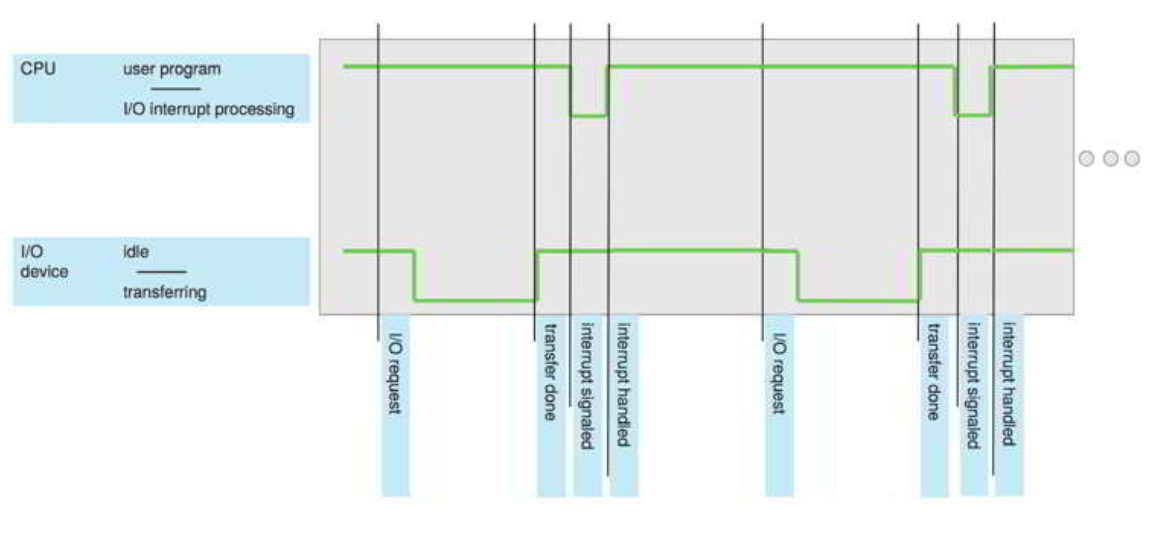 CPU
user program
I/O interrupt processing
I/O
device
idle
transferring
I/O request
transfer done
interrupt signaled
interrupt handled
I/O request
transfer done
interrupt signaled
interrupt handled